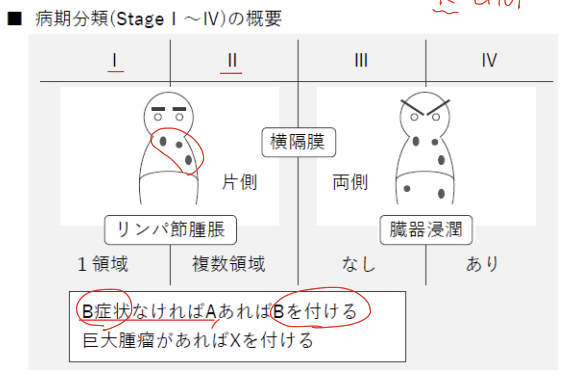 ■ 病期分類(Stage Ⅰ～Ⅳ)の概要
Ⅰ Ⅱ Ⅲ Ⅳ
横隔膜
片側 両側
リンパ節腫脹 臓器浸潤
1領域 複数領域 なし あり
B症状なければAあればBを付ける
巨大腫瘤があればXを付ける